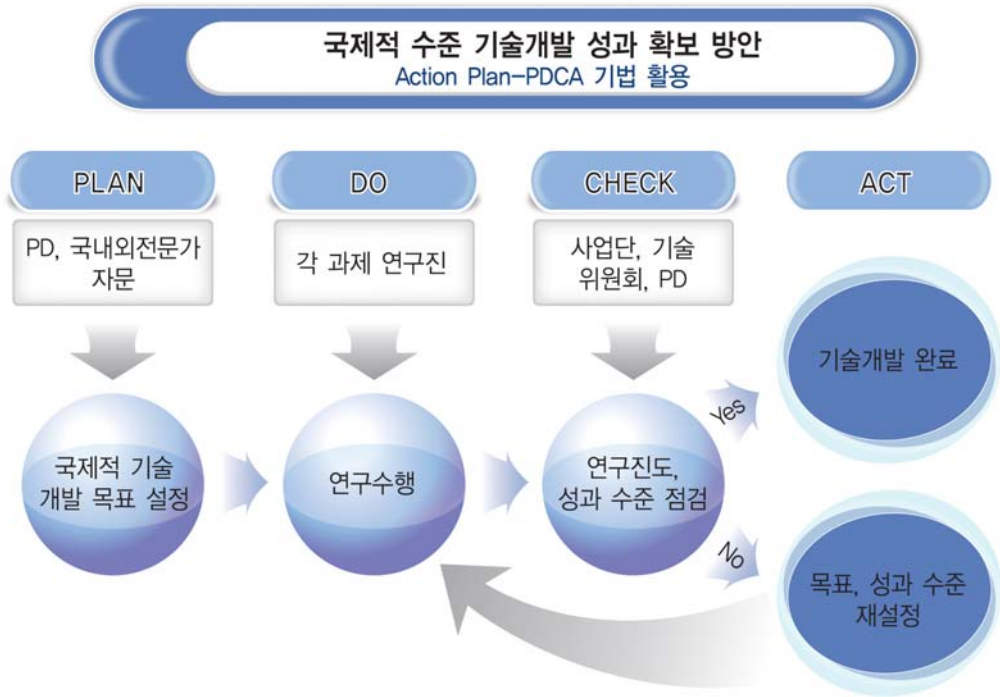 국제적 수준 기술개발 성과 확보 방안
Action Plan-PDCA 기법 활용
PLAN
DO
CHECK
ACT
PD, 국내외전문가
자문
각 과제 연구진
사업단, 기술
위원회, PD
국제적 기술
개발 목표 설정
연구수행
연구진도,
성과 수준 점검
Yes
No
기술개발 완료
목표, 성과 수준
재설정